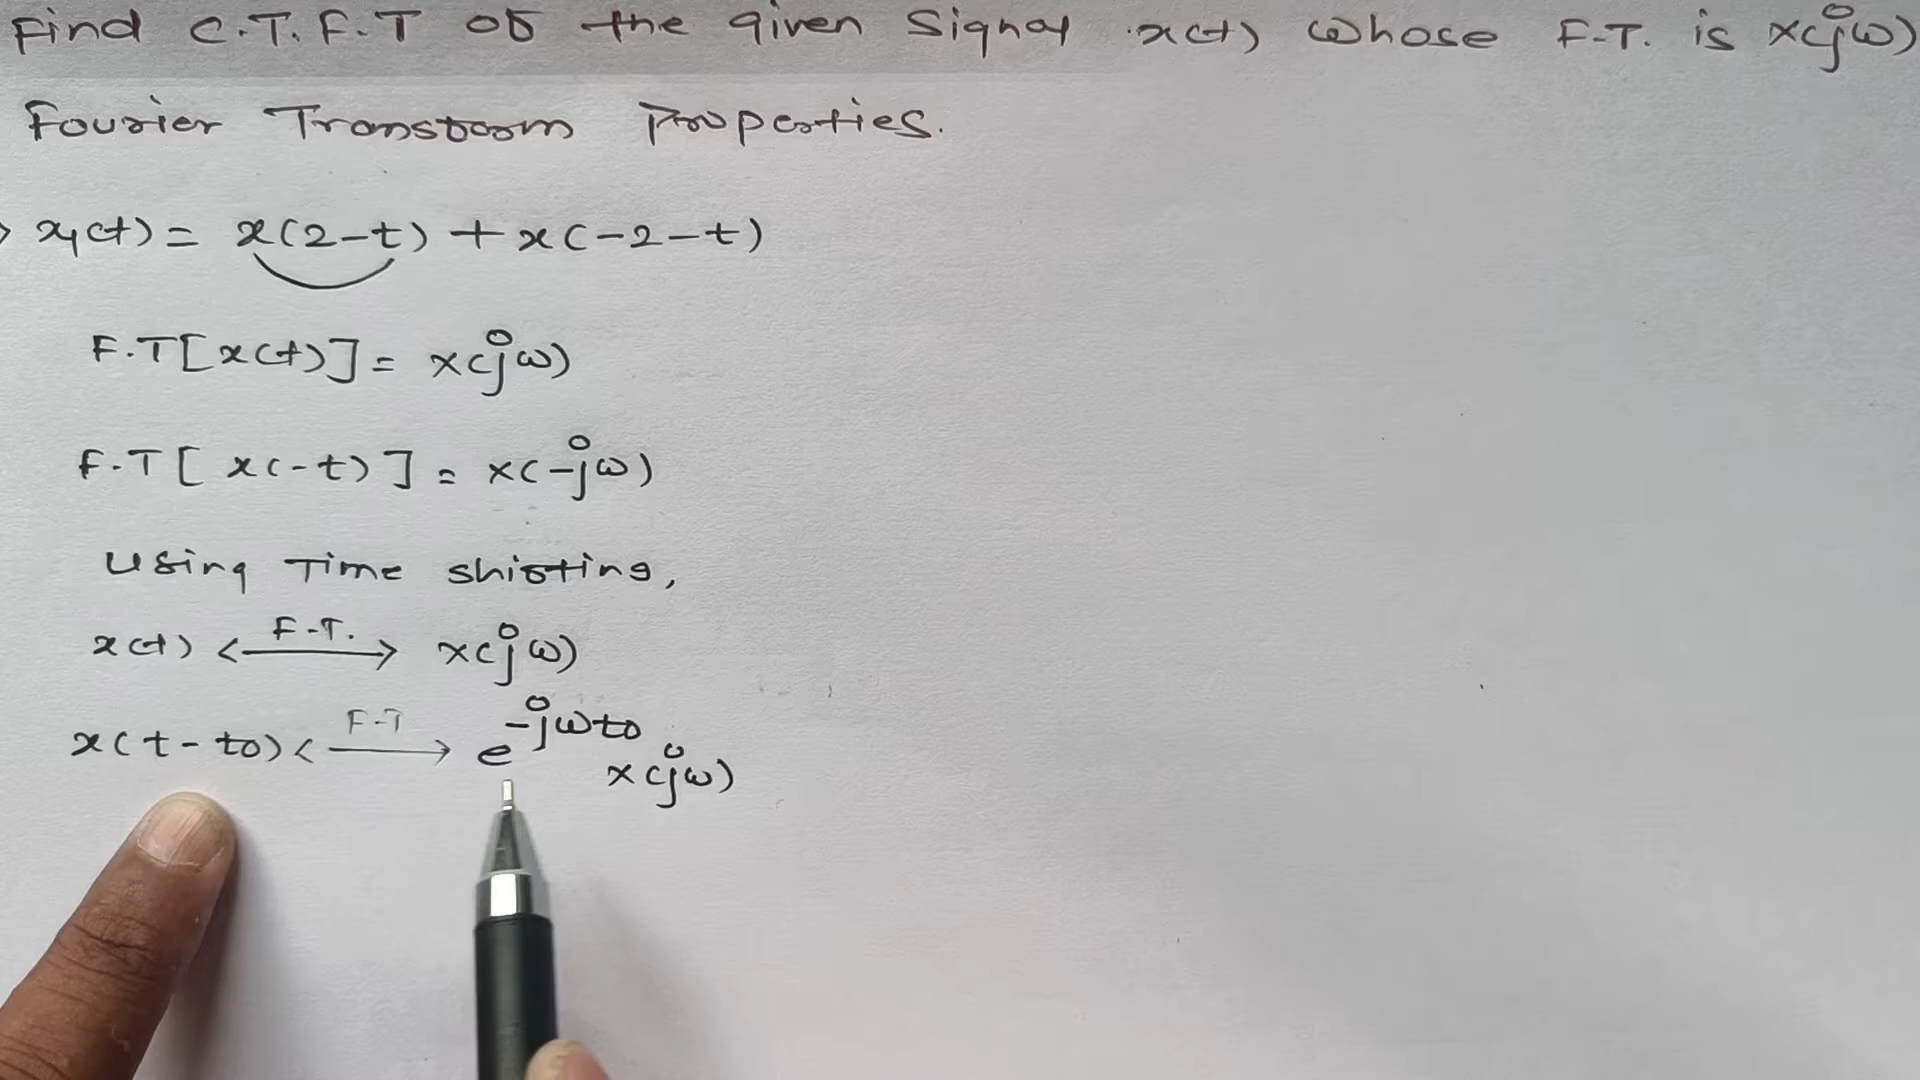 Find C.T.F.T of the given Signal x(t) whose F.T. is x(jω)
Fourier Transform Properties.
x₁(t) = x(2-t) + x(-2-t)
F.T[x(t)] = x(jω)
F.T[x(-t)] = x(-jω)
Using Time shifting,
x(t) <--F.T.--> x(jω)
x(t-to) <--F.T--> e^-jωto x(jω)